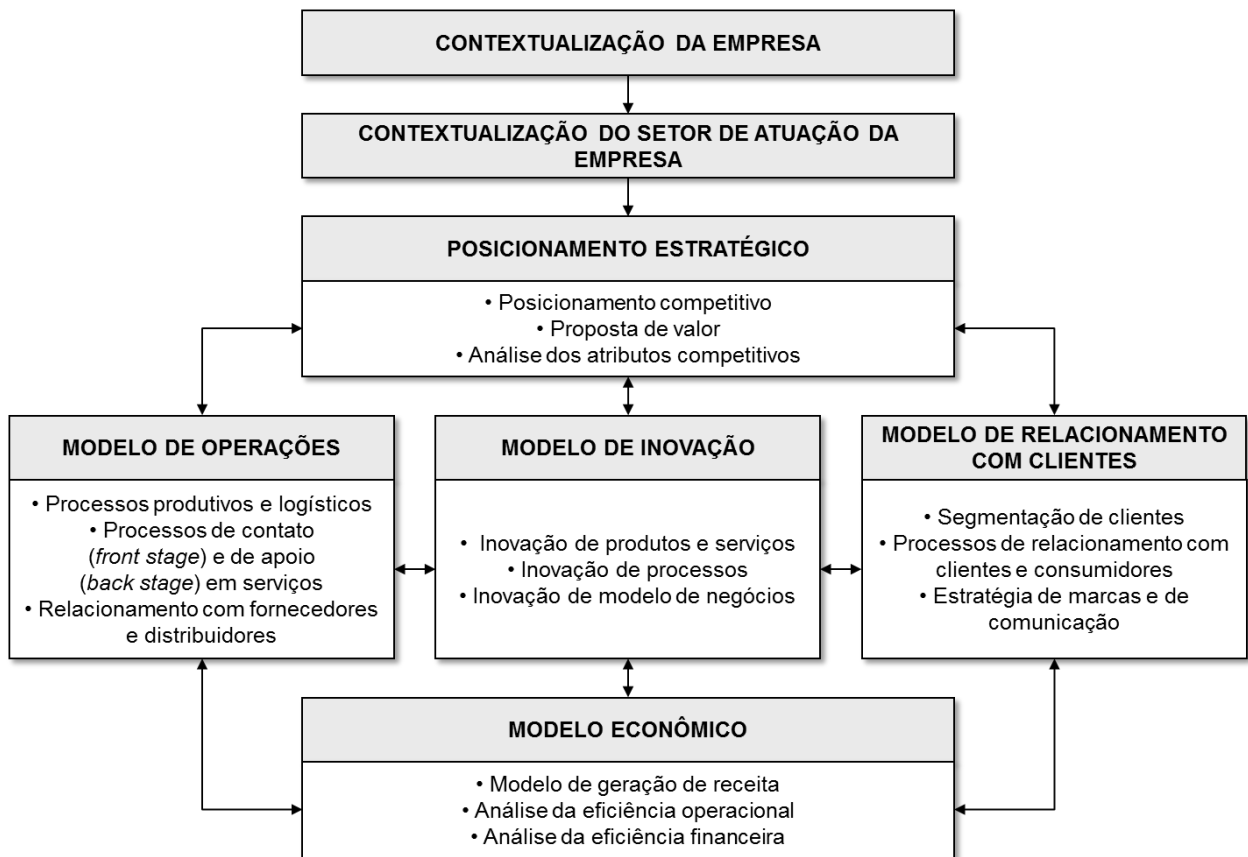 CONTEXTUALIZAÇÃO DA EMPRESA
CONTEXTUALIZAÇÃO DO SETOR DE ATUAÇÃO DA
EMPRESA
POSICIONAMENTO ESTRATÉGICO
• Posicionamento competitivo
• Proposta de valor
• Análise dos atributos competitivos
MODELO DE OPERAÇÕES
• Processos produtivos e logísticos
• Processos de contato
(front stage) e de apoio
(back stage) em serviços
• Relacionamento com fornecedores
e distribuidores
MODELO DE INOVAÇÃO
• Inovação de produtos e serviços
• Inovação de processos
• Inovação de modelo de negócios
MODELO DE RELACIONAMENTO
COM CLIENTES
• Segmentação de clientes
• Processos de relacionamento com
clientes e consumidores
• Estratégia de marcas e de
comunicação
MODELO ECONÔMICO
• Modelo de geração de receita
• Análise da eficiência operacional
• Análise da eficiência financeira